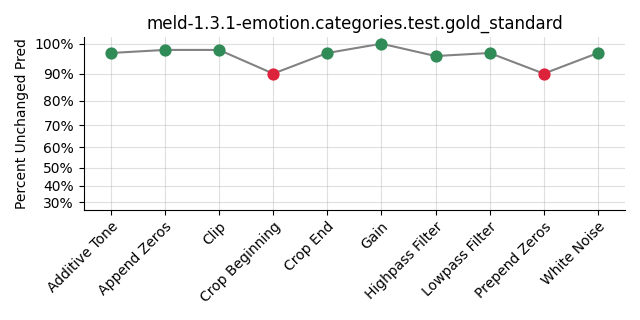 meld-1.3.1-emotion.categories.test.gold_standard
Percent Unchanged Pred
100%
90%
80%
70%
60%
50%
40%
30%
Additive Tone
Append Zeros
Clip
Crop Beginning
Crop End
Gain
Highpass Filter
Lowpass Filter
Prepend Zeros
White Noise